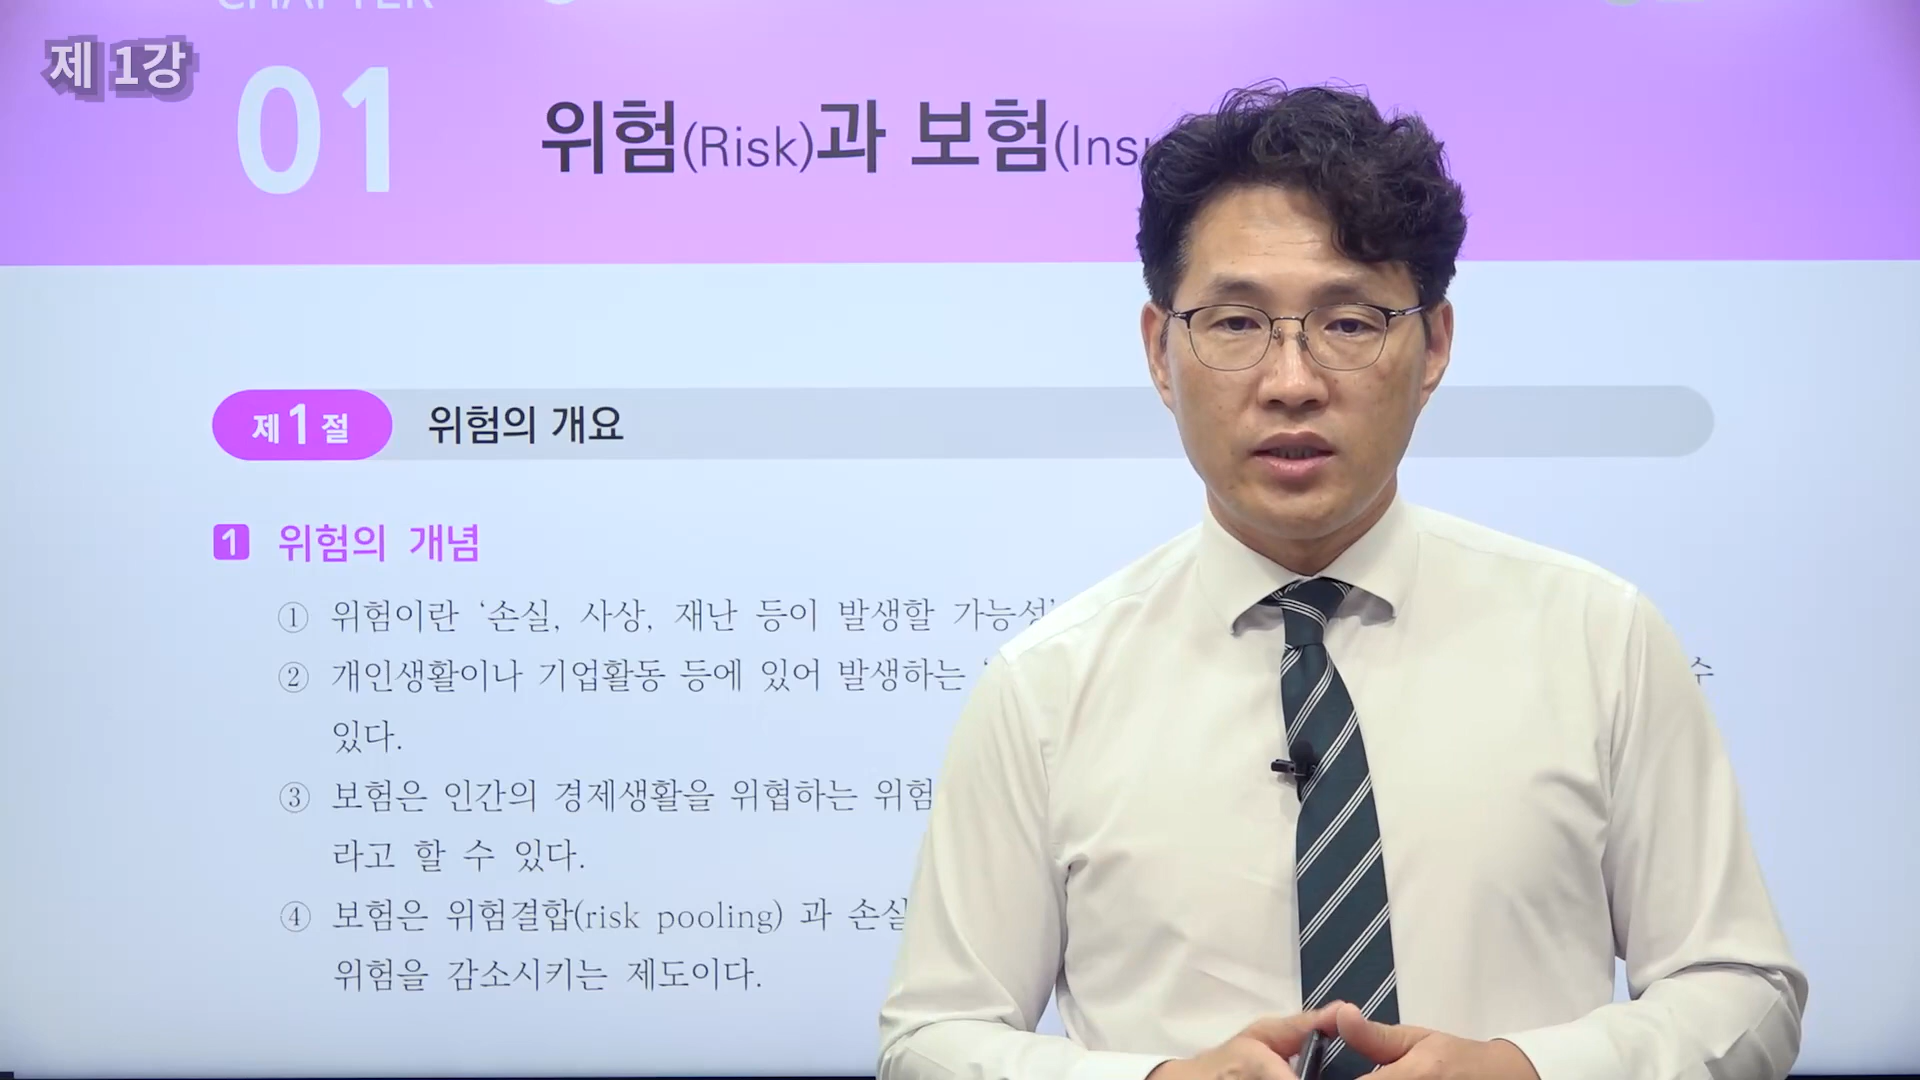 제 1강
01
위험(Risk)과 보험
제1절 위험의 개요
1 위험의 개념
① 위험이란 ‘손실, 사상, 재난 등이 발생할 가능성’
② 개인생활이나 기업활동 등에 있어 발생하는 수
있다.
③ 보험은 인간의 경제생활을 위협하는 위험
라고 할 수 있다.
④ 보험은 위험결합(risk pooling) 과
위험을 감소시키는 제도이다.